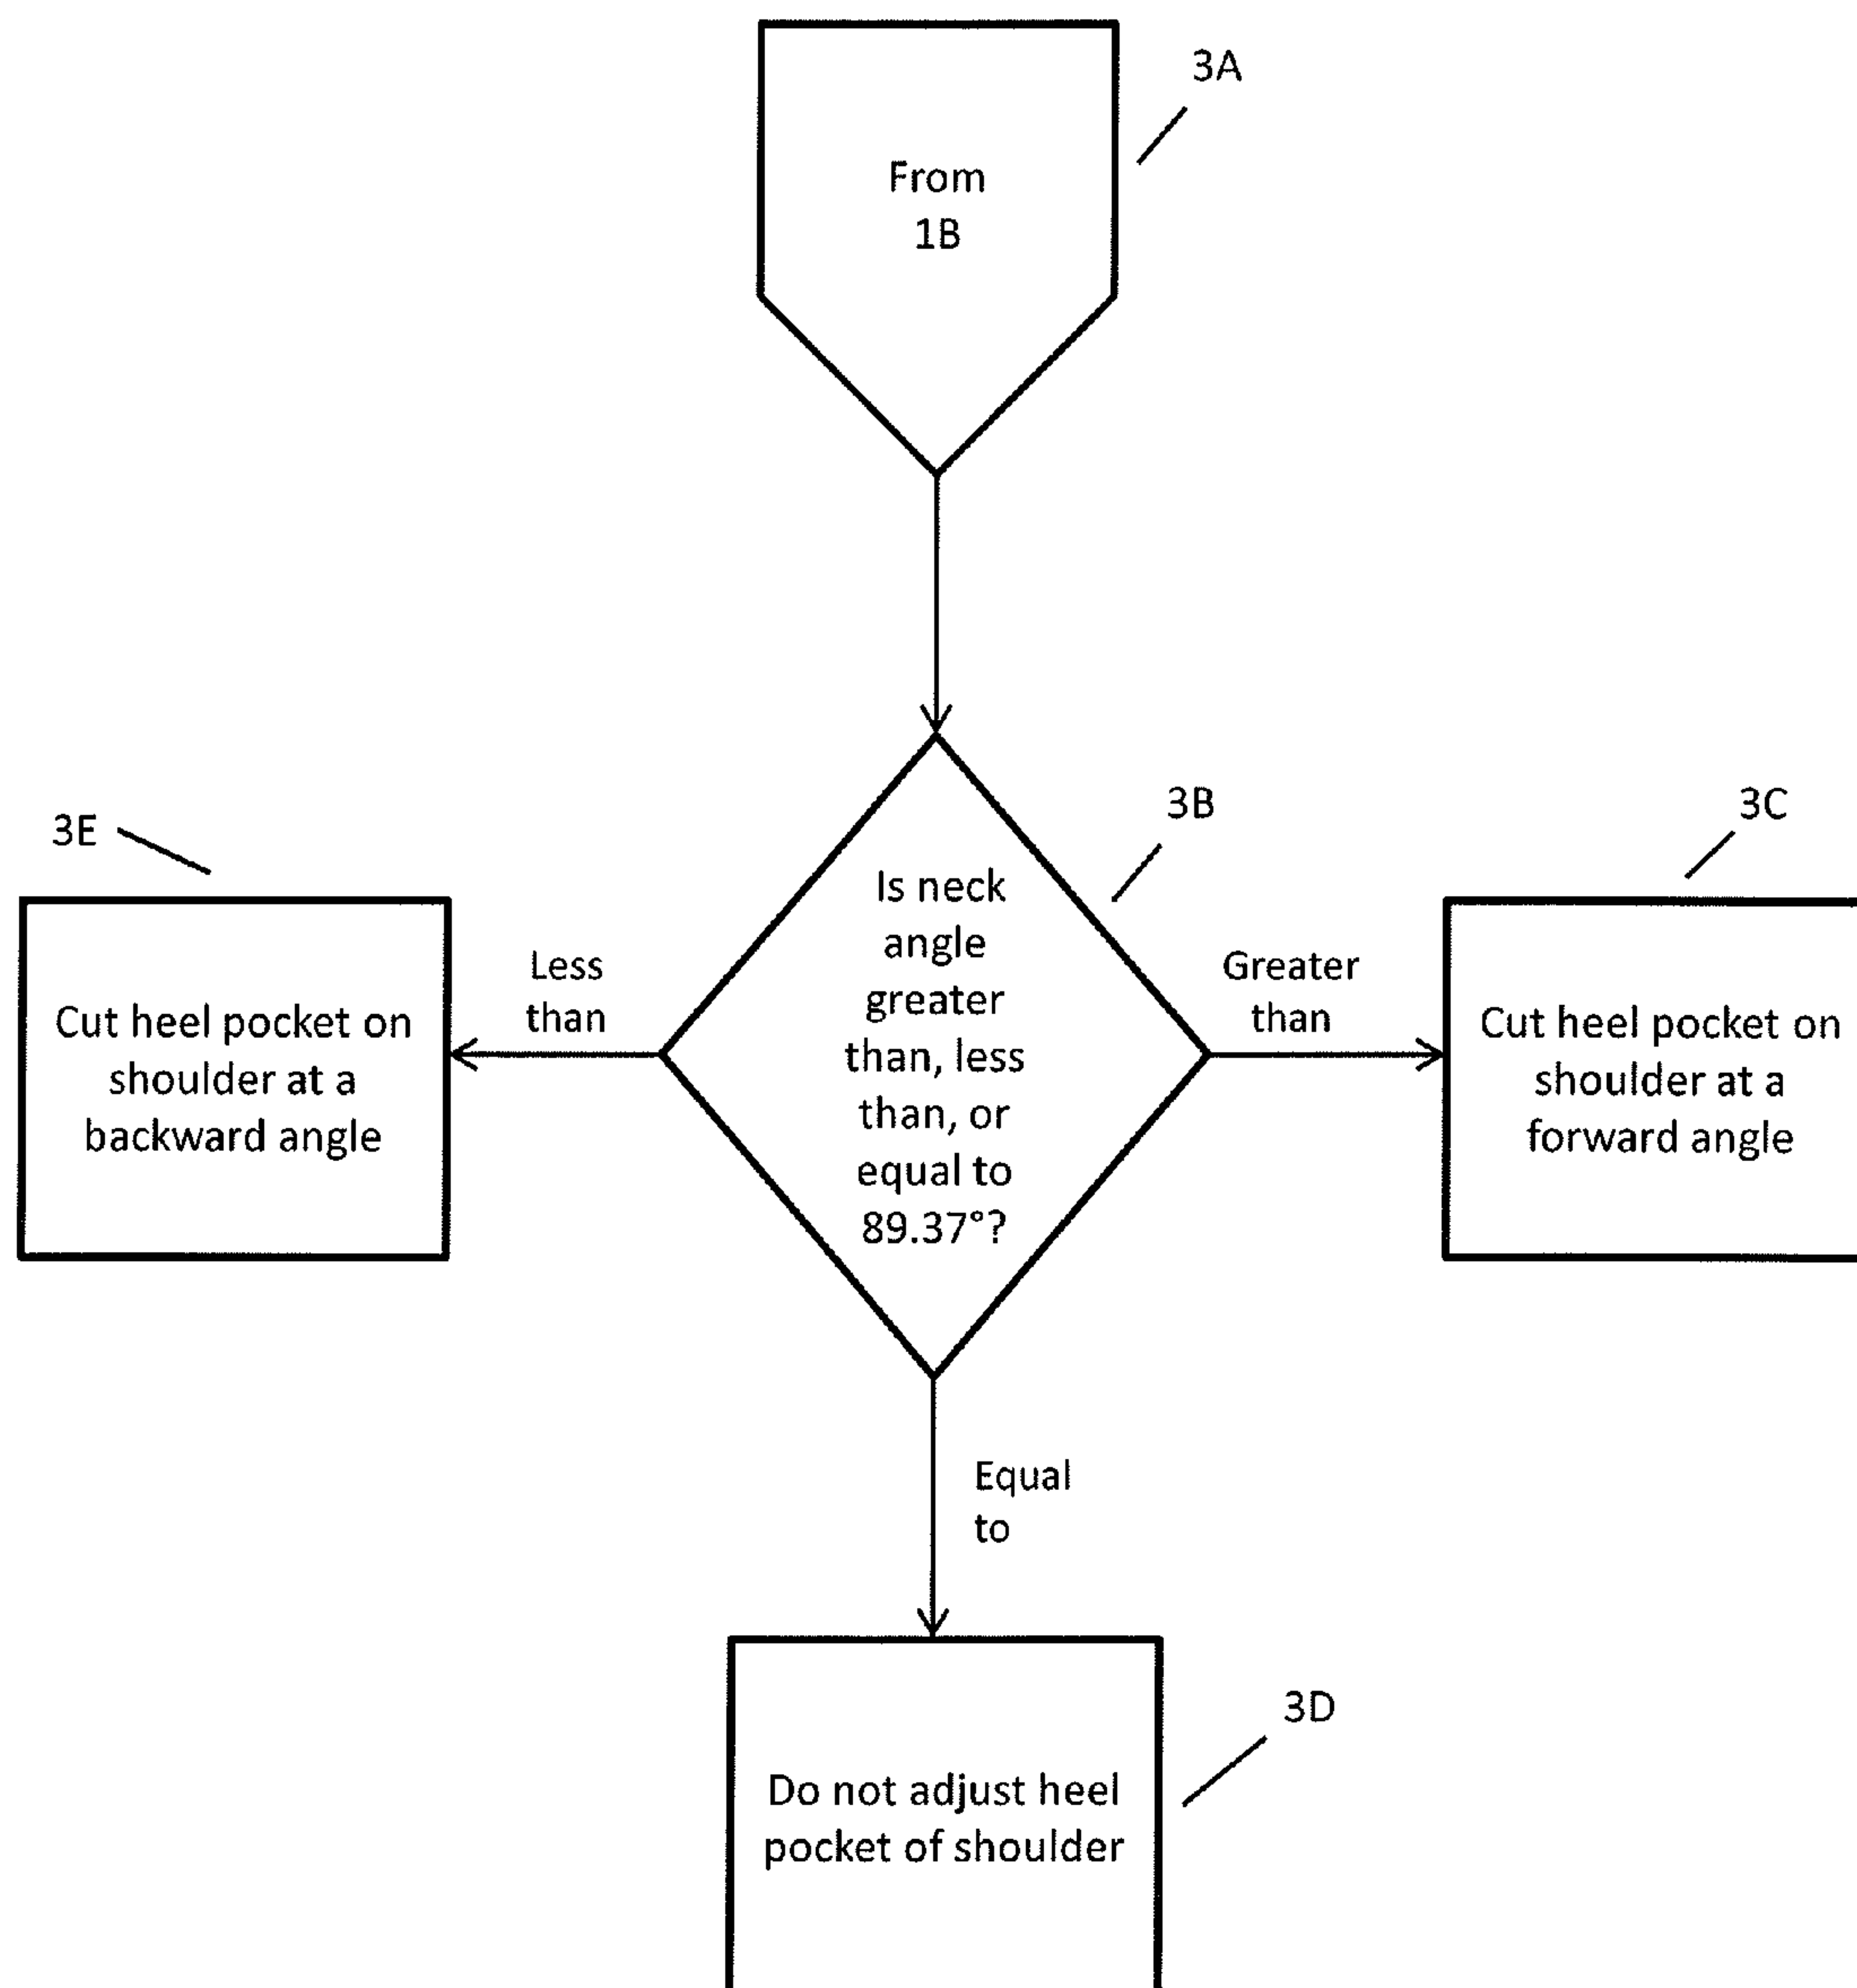 3A
From
1B
3E
3B
3C
Is neck
angle
greater
than, less
than, or
equal to
89.37°?
Less
than
Greater
than
Cut heel pocket on
shoulder at a
backward angle
Cut heel pocket on
shoulder at a
forward angle
Equal
to
3D
Do not adjust heel
pocket of shoulder